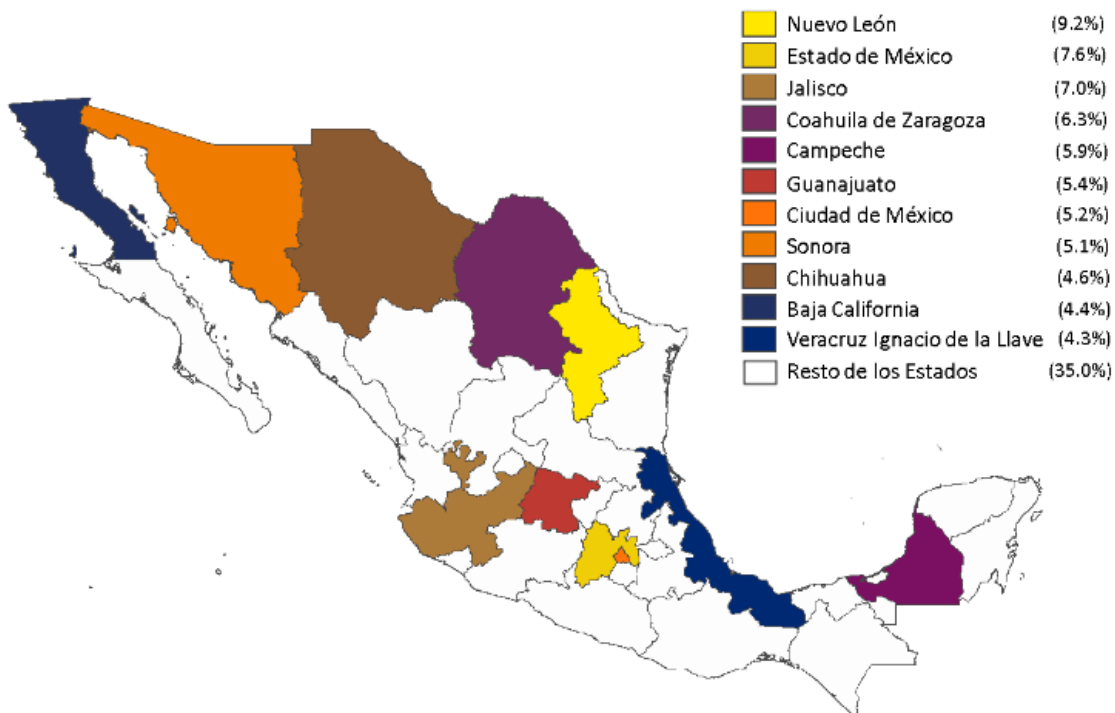 Nuevo León (9.2%)
Estado de México (7.6%)
Jalisco (7.0%)
Coahuila de Zaragoza (6.3%)
Campeche (5.9%)
Guanajuato (5.4%)
Ciudad de México (5.2%)
Sonora (5.1%)
Chihuahua (4.6%)
Baja California (4.4%)
Veracruz Ignacio de la Llave (4.3%)
Resto de los Estados (35.0%)